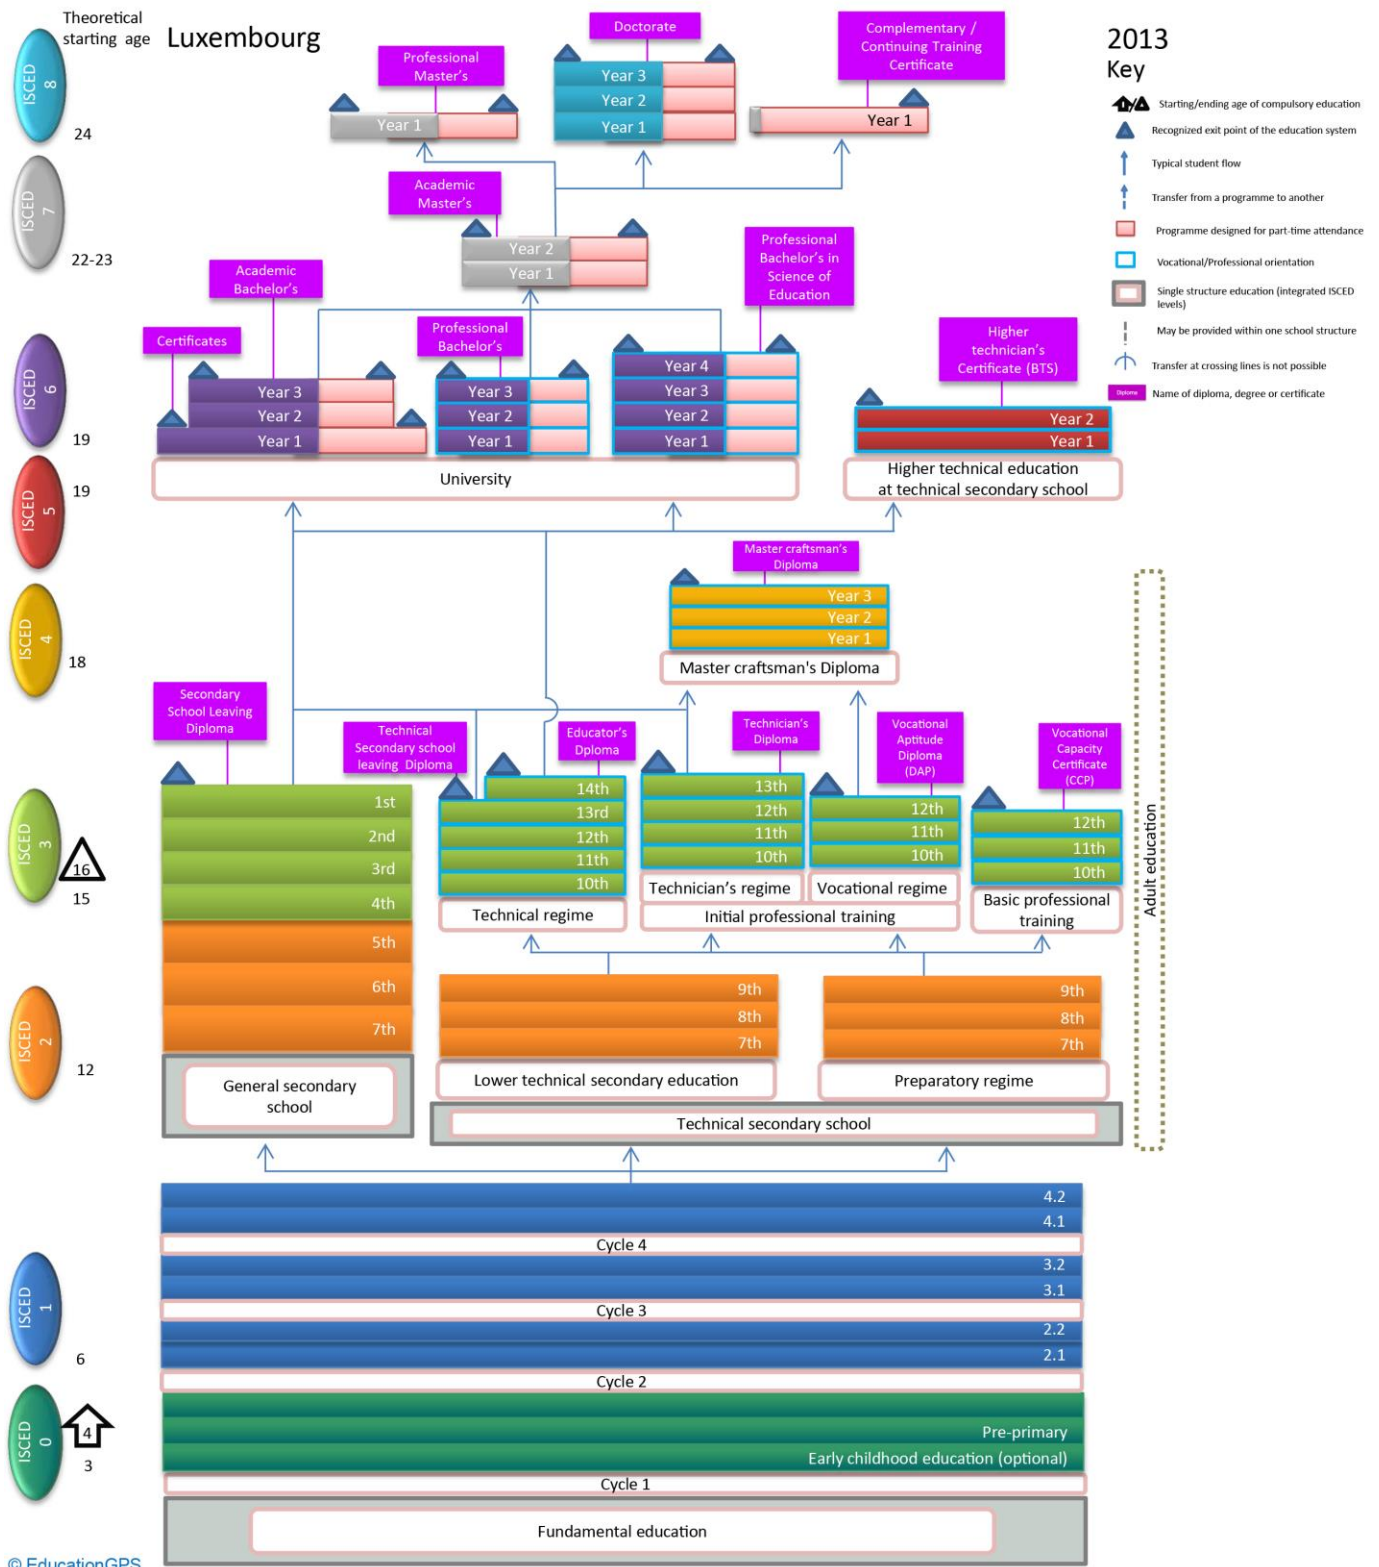 Theoretical
starting age
Luxembourg
2013
Key
Starting/ending age of compulsory education
Recognized exit point of the education system
Typical student flow
Transfer from a programme to another
Programme designed for part-time attendance
Vocational/Professional orientation
Single structure education (integrated ISCED
levels)
May be provided within one school structure
Transfer at crossing lines is not possible
Diploma
Name of diploma, degree or certificate
ISCED
8
24
Professional
Master's
Year 1
Doctorate
Year 3
Year 2
Year 1
Complementary /
Continuing Training
Certificate
Year 1
ISCED
7
22-23
Academic
Master's
Year 2
Year 1
ISCED
6
19
Certificates
Academic
Bachelor's
Year 3
Year 2
Year 1
Professional
Bachelor's
Year 3
Year 2
Year 1
Professional
Bachelor's in
Science of
Education
Year 4
Year 3
Year 2
Year 1
University
Higher
technician's
Certificate (BTS)
Year 2
Year 1
Higher technical education
at technical secondary school
ISCED
5
19
ISCED
4
18
Master craftsman's
Diploma
Year 3
Year 2
Year 1
Master craftsman's Diploma
ISCED
3
16
15
Secondary
School Leaving
Diploma
1st
2nd
3rd
4th
5th
6th
7th
General secondary
school
Technical
Secondary school
leaving Diploma
Educator's
Dploma
14th
13rd
12th
11th
10th
Technical regime
Technician's
Diploma
13th
12th
11th
10th
Technician's regime
Vocational
Aptitude
Diploma
(DAP)
12th
11th
10th
Vocational regime
Initial professional training
Vocational
Capacity
Certificate
(CCP)
12th
11th
10th
Basic professional
training
Adult education
ISCED
2
12
9th
8th
7th
Lower technical secondary education
9th
8th
7th
Preparatory regime
Technical secondary school
ISCED
1
6
4.2
4.1
Cycle 4
3.2
3.1
Cycle 3
2.2
2.1
Cycle 2
ISCED
0
4
3
Pre-primary
Early childhood education (optional)
Cycle 1
Fundamental education
© EducationGPS